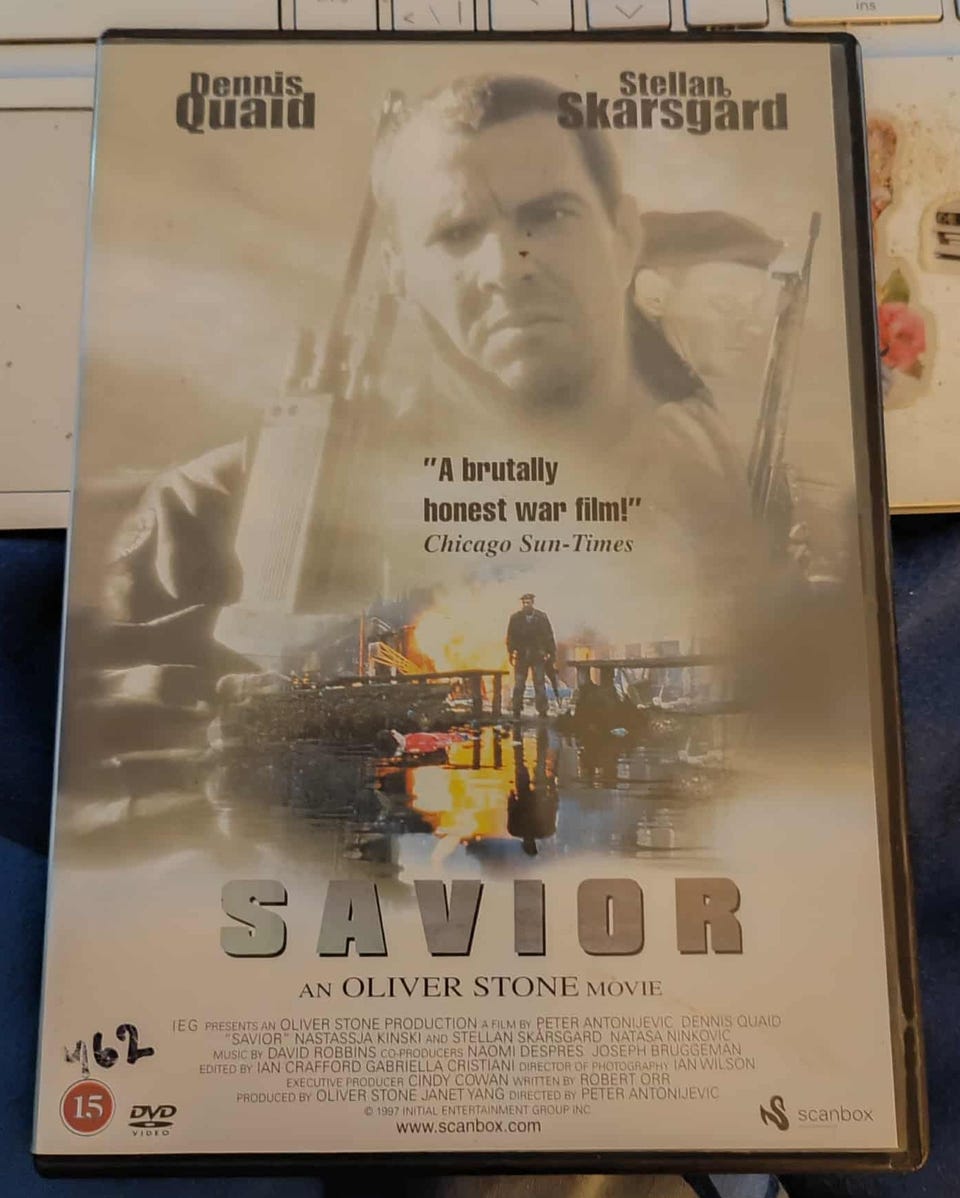 ins
Dennis Quaid
Stellan Skarsgard
"A brutally
honest war film!"
Chicago Sun-Times
SAVIOR
AN OLIVER STONE MOVIE
IEG PRESENTS AN OLIVER STONE PRODUCTION A FILM BY PETER ANTONIJEVIC DENNIS QUAID
"SAVIOR" NASTASSJA KINSKI AND STELLAN SKARSGARD NATASA NINKOVIC
MUSIC BY DAVID ROBBINS CO-PRODUCERS NAOMI DESPRES JOSEPH BRUGGEMAN
EDITED BY IAN CRAFFORD GABRIELLA CRISTIANI DIRECTOR OF PHOTOGRAPHY IAN WILSON
EXECUTIVE PRODUCER CINDY COWAN WRITTEN BY ROBERT ORR
PRODUCED BY OLIVER STONE JANET YANG DIRECTED BY PETER ANTONIJEVIC
© 1997 INITIAL ENTERTAINMENT GROUP INC
www.scanbox.com
462
15
DVD
VIDEO
scanbox